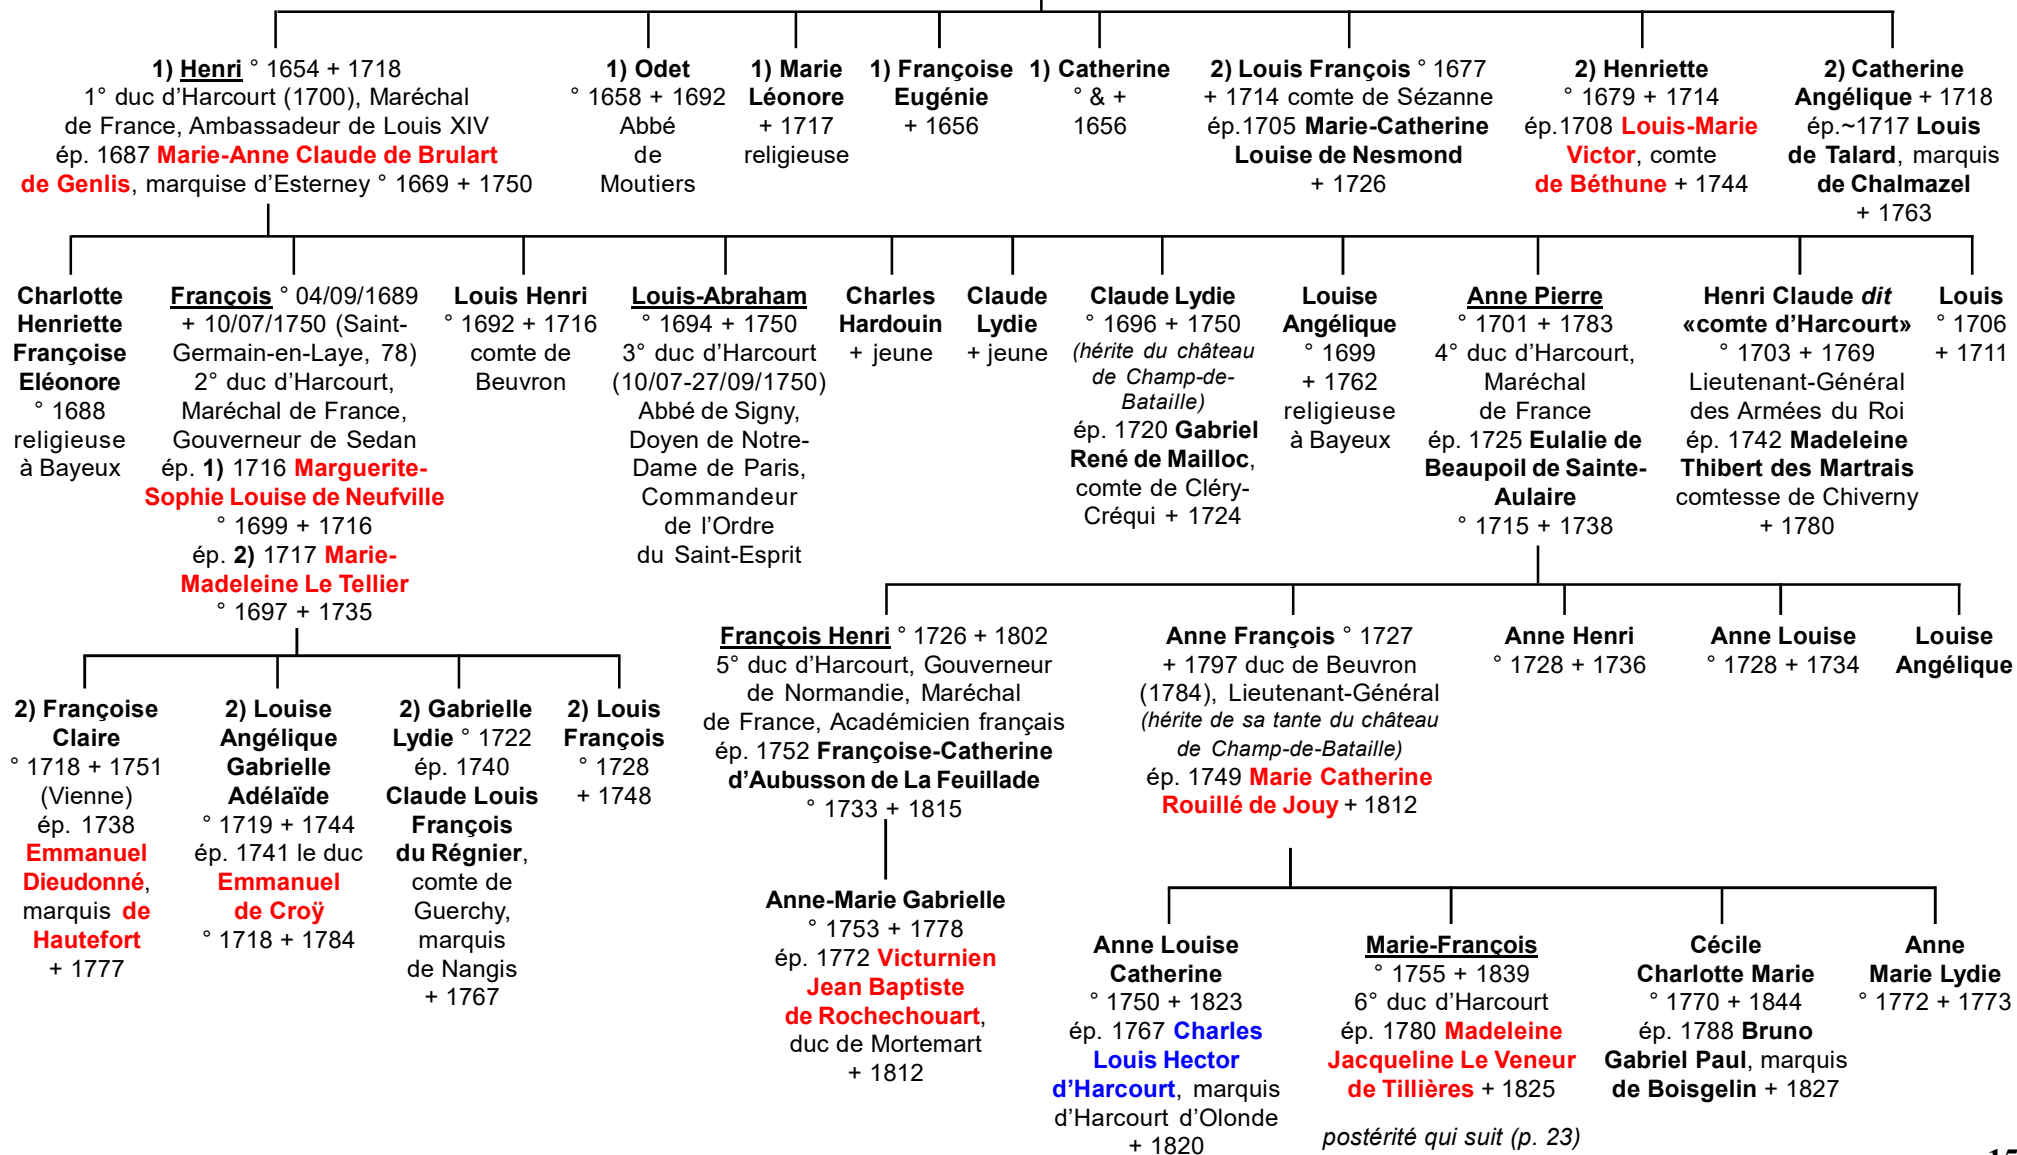 1) Henri ° 1654 + 1718
1° duc d'Harcourt (1700), Maréchal
de France, Ambassadeur de Louis XIV
ép. 1687 Marie-Anne Claude de Brulart
de Genlis, marquise d'Esterney ° 1669 + 1750
1) Odet
° 1658 + 1692
Abbé
de
Moutiers
1) Marie
Léonore
+ 1717
religieuse
1) Françoise
Eugénie
+ 1656
1) Catherine
° & +
1656
2) Louis François ° 1677
+ 1714 comte de Sézanne
ép.1705 Marie-Catherine
Louise de Nesmond
+ 1726
2) Henriette
° 1679 + 1714
ép.1708 Louis-Marie
Victor, comte
de Béthune + 1744
2) Catherine
Angélique + 1718
ép.~1717 Louis
de Talard, marquis
de Chalmazel
+ 1763
Charlotte
Henriette
Françoise
Eléonore
° 1688
religieuse
à Bayeux
François ° 04/09/1689
+ 10/07/1750 (Saint-
Germain-en-Laye, 78)
2° duc d'Harcourt,
Maréchal de France,
Gouverneur de Sedan
ép. 1) 1716 Marguerite-
Sophie Louise de Neufville
° 1699 + 1716
ép. 2) 1717 Marie-
Madeleine Le Tellier
° 1697 + 1735
Louis Henri
° 1692 + 1716
comte de
Beuvron
Louis-Abraham
° 1694 + 1750
3° duc d'Harcourt
(10/07-27/09/1750)
Abbé de Signy,
Doyen de Notre-
Dame de Paris,
Commandeur
de l'Ordre
du Saint-Esprit
Charles
Hardouin
+ jeune
Claude
Lydie
+ jeune
Claude Lydie
° 1696 + 1750
(hérite du château
de Champ-de-
Bataille)
ép. 1720 Gabriel
René de Mailloc,
comte de Cléry-
Créqui + 1724
Louise
Angélique
° 1699
+ 1762
religieuse
à Bayeux
Anne Pierre
° 1701 + 1783
4° duc d'Harcourt,
Maréchal
de France
ép. 1725 Eulalie de
Beaupoil de Sainte-
Aulaire
° 1715 + 1738
Henri Claude dit
«comte d'Harcourt»
° 1703 + 1769
Lieutenant-Général
des Armées du Roi
ép. 1742 Madeleine
Thibert des Martrais
comtesse de Chiverny
+ 1780
Louis
° 1706
+ 1711
2) Françoise
Claire
° 1718 + 1751
(Vienne)
ép. 1738
Emmanuel
Dieudonné,
marquis de
Hautefort
+ 1777
2) Louise
Angélique
Gabrielle
Adélaïde
° 1719 + 1744
ép. 1741 le duc
Emmanuel
de Croÿ
° 1718 + 1784
2) Gabrielle
Lydie ° 1722
ép. 1740
Claude Louis
François
du Régnier,
comte de
Guerchy,
marquis
de Nangis
+ 1767
2) Louis
François
° 1728
+ 1748
François Henri ° 1726 + 1802
5° duc d'Harcourt, Gouverneur
de Normandie, Maréchal
de France, Académicien français
ép. 1752 Françoise-Catherine
d'Aubusson de La Feuillade
° 1733 + 1815
Anne François ° 1727
+ 1797 duc de Beuvron
(1784), Lieutenant-Général
(hérite de sa tante du château
de Champ-de-Bataille)
ép. 1749 Marie Catherine
Rouillé de Jouy + 1812
Anne Henri
° 1728 + 1736
Anne Louise
° 1728 + 1734
Louise
Angélique
Anne-Marie Gabrielle
° 1753 + 1778
ép. 1772 Victurnien
Jean Baptiste
de Rochechouart,
duc de Mortemart
+ 1812
Anne Louise
Catherine
° 1750 + 1823
ép. 1767 Charles
Louis Hector
d'Harcourt, marquis
d'Harcourt d'Olonde
+ 1820
Marie-François
° 1755 + 1839
6° duc d'Harcourt
ép. 1780 Madeleine
Jacqueline Le Veneur
de Tillières + 1825
postérité qui suit (p. 23)
Cécile
Charlotte Marie
° 1770 + 1844
ép. 1788 Bruno
Gabriel Paul, marquis
de Boisgelin + 1827
Anne
Marie Lydie
° 1772 + 1773